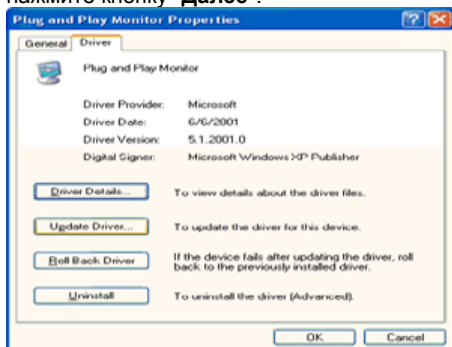 нажмите кнопку "Далее".
Plug and Play Monitor Properties
General Driver
Plug and Play Monitor
Driver Provider: Microsoft
Driver Date: 6/6/2001
Driver Version: 5.1.2001.0
Digital Signer: Microsoft Windows XP Publisher
Driver Details... To view details about the driver files.
Update Driver... To update the driver for this device.
Roll Back Driver If the device fails after updating the driver, roll
back to the previously installed driver.
Uninstall To uninstall the driver (Advanced).
OK Cancel